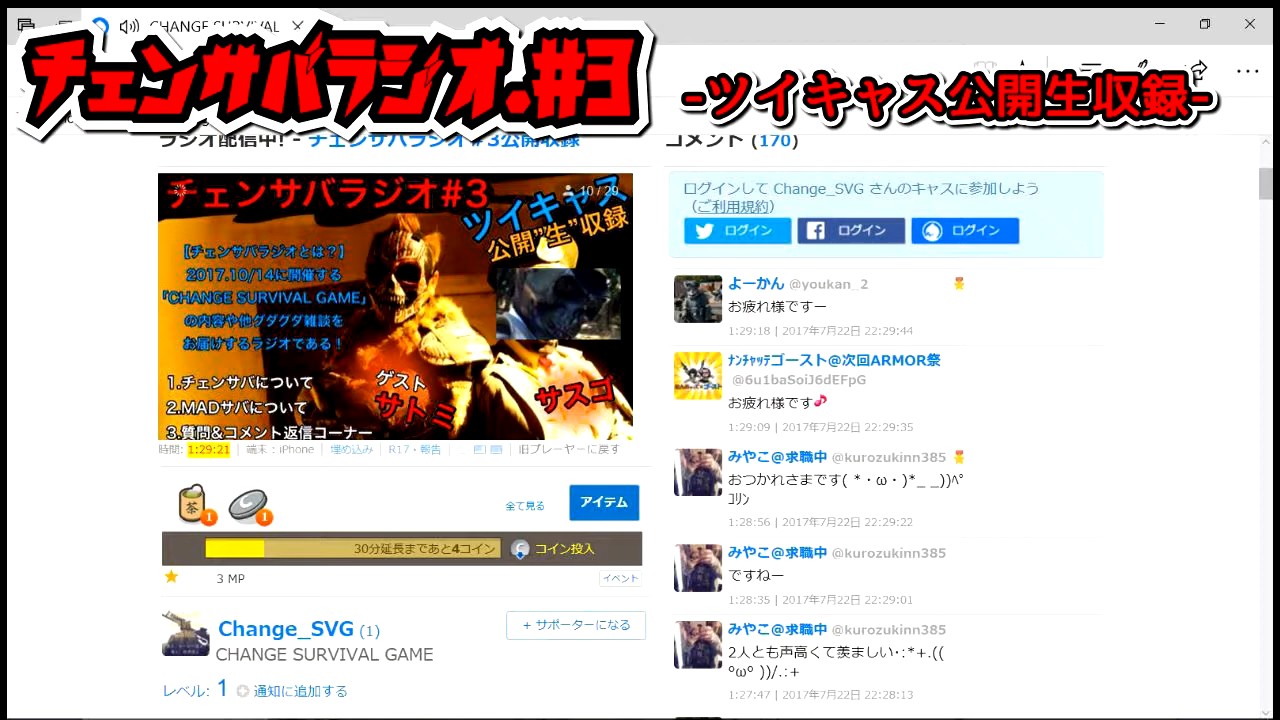 CHANGE SURVIVAL
チェンサバラジオ.#3
-ツイキャス公開生収録-
ラジオ配信中! - チェンサバラジオ#3公開収録
コメント (170)
チェンサバラジオ#3
10 / 29
ツイキャス
公開"生"収録
【チェンサバラジオとは？】
2017.10/14に開催する
「CHANGE SURVIVAL GAME」
の内容や他グダグダ雑談を
お届けするラジオである！
1.チェンサバについて
2.MADサバについて
3.質問&コメント返信コーナー
ゲスト
サトミ
サスゴ
時間: 1:29:21 | 端末：iPhone | 埋め込み | R17・報告 | 旧プレーヤーに戻す
茶
1
1
全て見る
アイテム
30分延長まであと4コイン
コイン投入
3 MP
イベント
Change_SVG (1)
+ サポーターになる
CHANGE SURVIVAL GAME
レベル: 1 通知に追加する
ログインして Change_SVG さんのキャスに参加しよう
（ご利用規約）
ログイン
ログイン
ログイン
よーかん @youkan_2
お疲れ様ですー
1:29:18 | 2017年7月22日 22:29:44
ﾅﾝﾁｬｯﾃゴースト@次回ARMOR祭
@6u1baSoiJ6dEFpG
お疲れ様です
1:29:09 | 2017年7月22日 22:29:35
みやこ@求職中 @kurozukinn385
おつかれさまです( *・ω・)*_ _))ﾍﾟ
ｺﾘﾝ
1:28:56 | 2017年7月22日 22:29:22
みやこ@求職中 @kurozukinn385
ですねー
1:28:35 | 2017年7月22日 22:29:01
みやこ@求職中 @kurozukinn385
2人とも声高くて羨ましい･:*+.((
°ω° ))/.:+
1:27:47 | 2017年7月22日 22:28:13